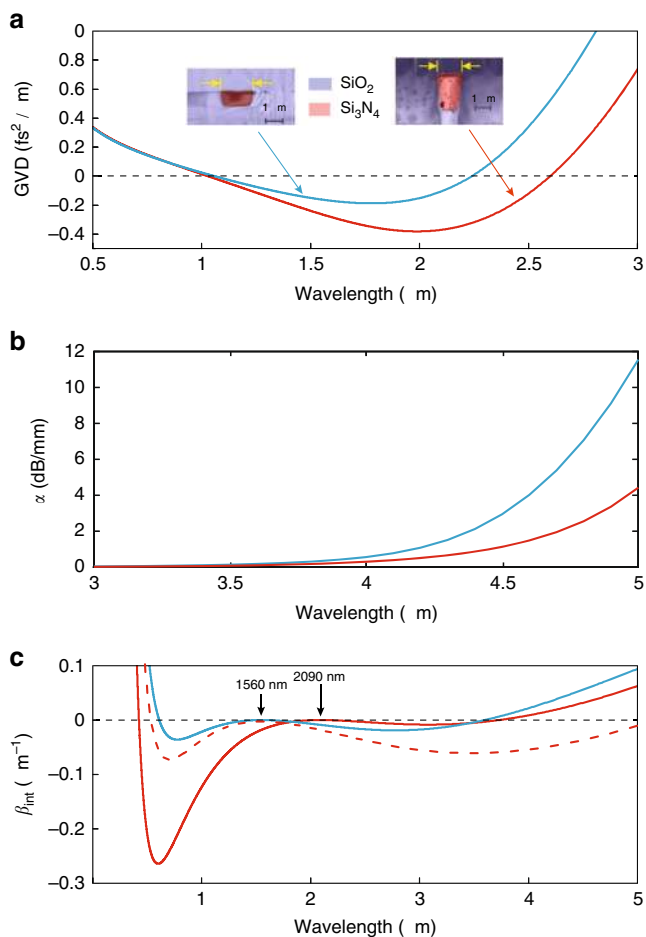 a
GVD (fs² / m)
0
0.8
0.6
0.4
0.2
0
−0.2
−0.4
SiO₂
Si₃N₄
1 m
1 m
0.5
1
1.5
2
2.5
3
Wavelength ( m)
b
α (dB/mm)
12
10
8
6
4
2
0
3
3.5
4
4.5
5
Wavelength ( m)
c
βint ( m⁻¹)
0.1
0
−0.1
−0.2
−0.3
1560 nm
2090 nm
1
2
3
4
5
Wavelength ( m)